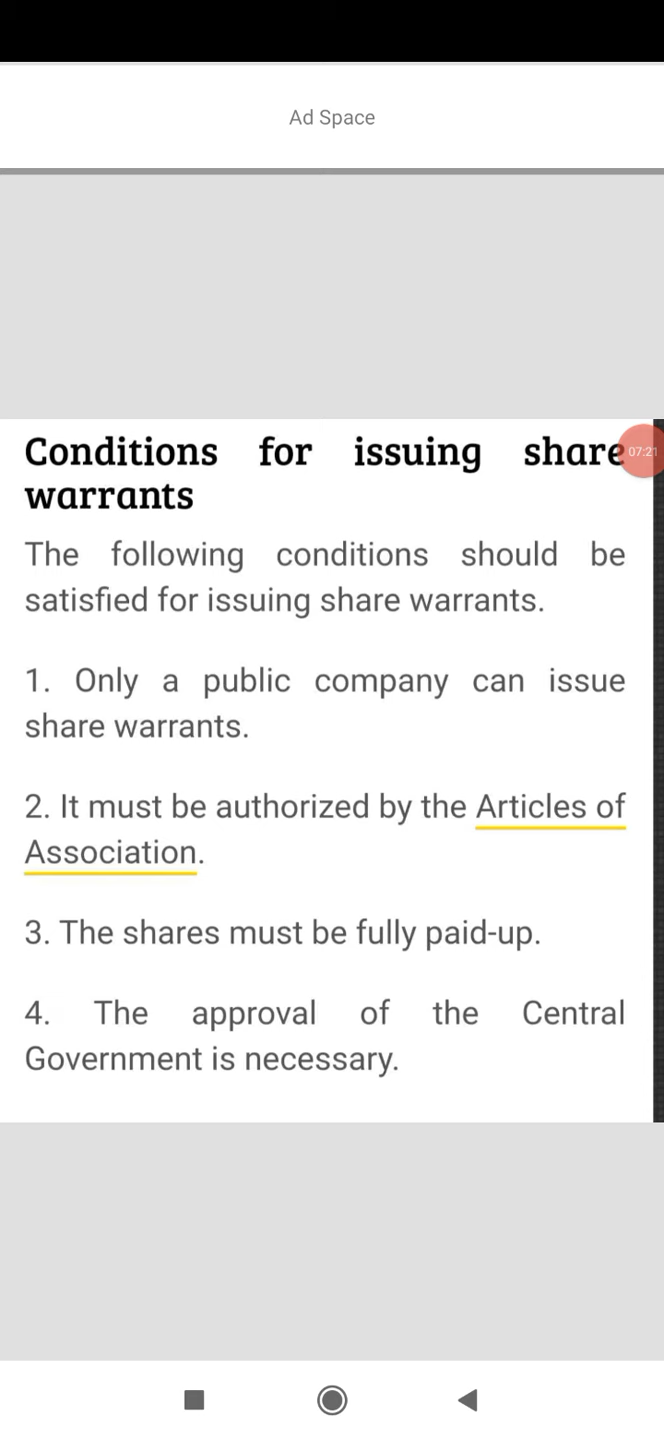 Ad Space
Conditions for issuing share
07:21
warrants
The following conditions should be
satisfied for issuing share warrants.
1. Only a public company can issue
share warrants.
2. It must be authorized by the Articles of
Association.
3. The shares must be fully paid-up.
4. The approval of the Central
Government is necessary.